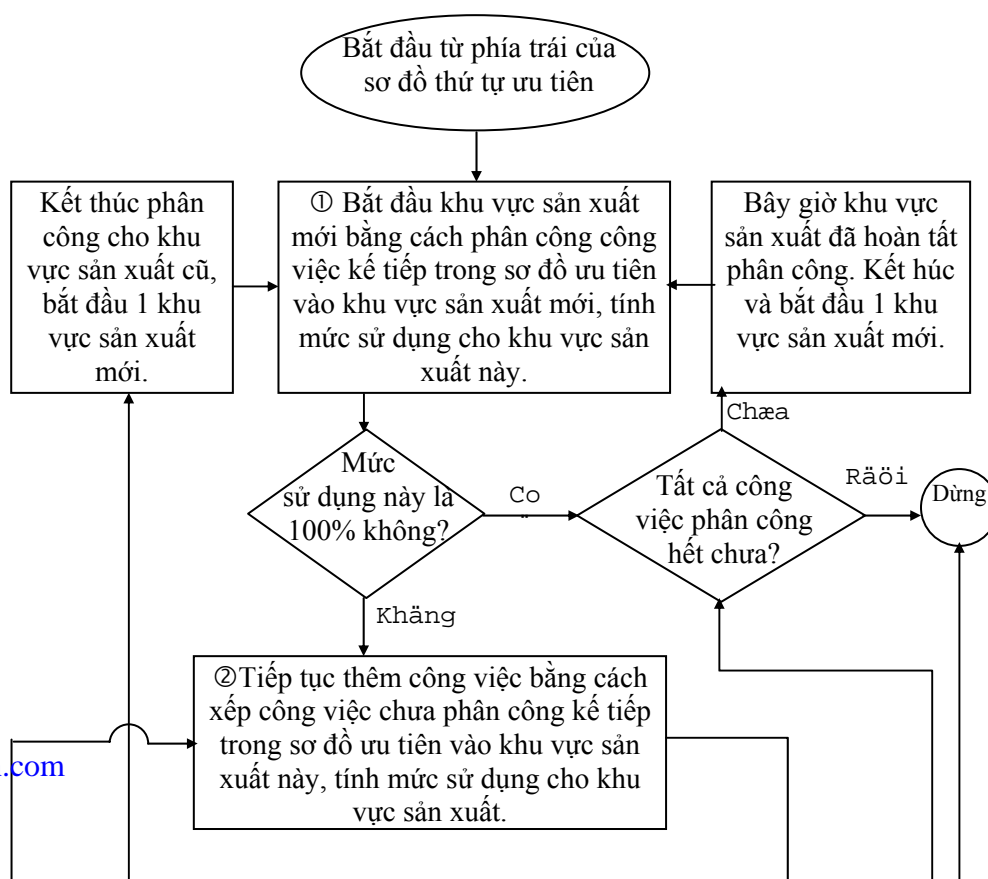 Bắt đầu từ phía trái của
sơ đồ thứ tự ưu tiên
Kết thúc phân
công cho khu
vực sản xuất cũ,
bắt đầu 1 khu
vực sản xuất
mới.
① Bắt đầu khu vực sản xuất
mới bằng cách phân công công
việc kế tiếp trong sơ đồ ưu tiên
vào khu vực sản xuất mới, tính
mức sử dụng cho khu vực sản
xuất này.
Bây giờ khu vực
sản xuất đã hoàn tất
phân công. Kết húc
và bắt đầu 1 khu
vực sản xuất mới.
Chæa
Mức
sử dụng này la
100% không?
Co
Tất cả công
việc phân công
hết chưa?
Räöi
Dừng
Khäng
②Tiếp tục thêm công việc bằng cách
xếp công việc chưa phân công kế tiếp
trong sơ đồ ưu tiên vào khu vực sản
xuất này, tính mức sử dụng cho khu
vực sản xuất.
.com